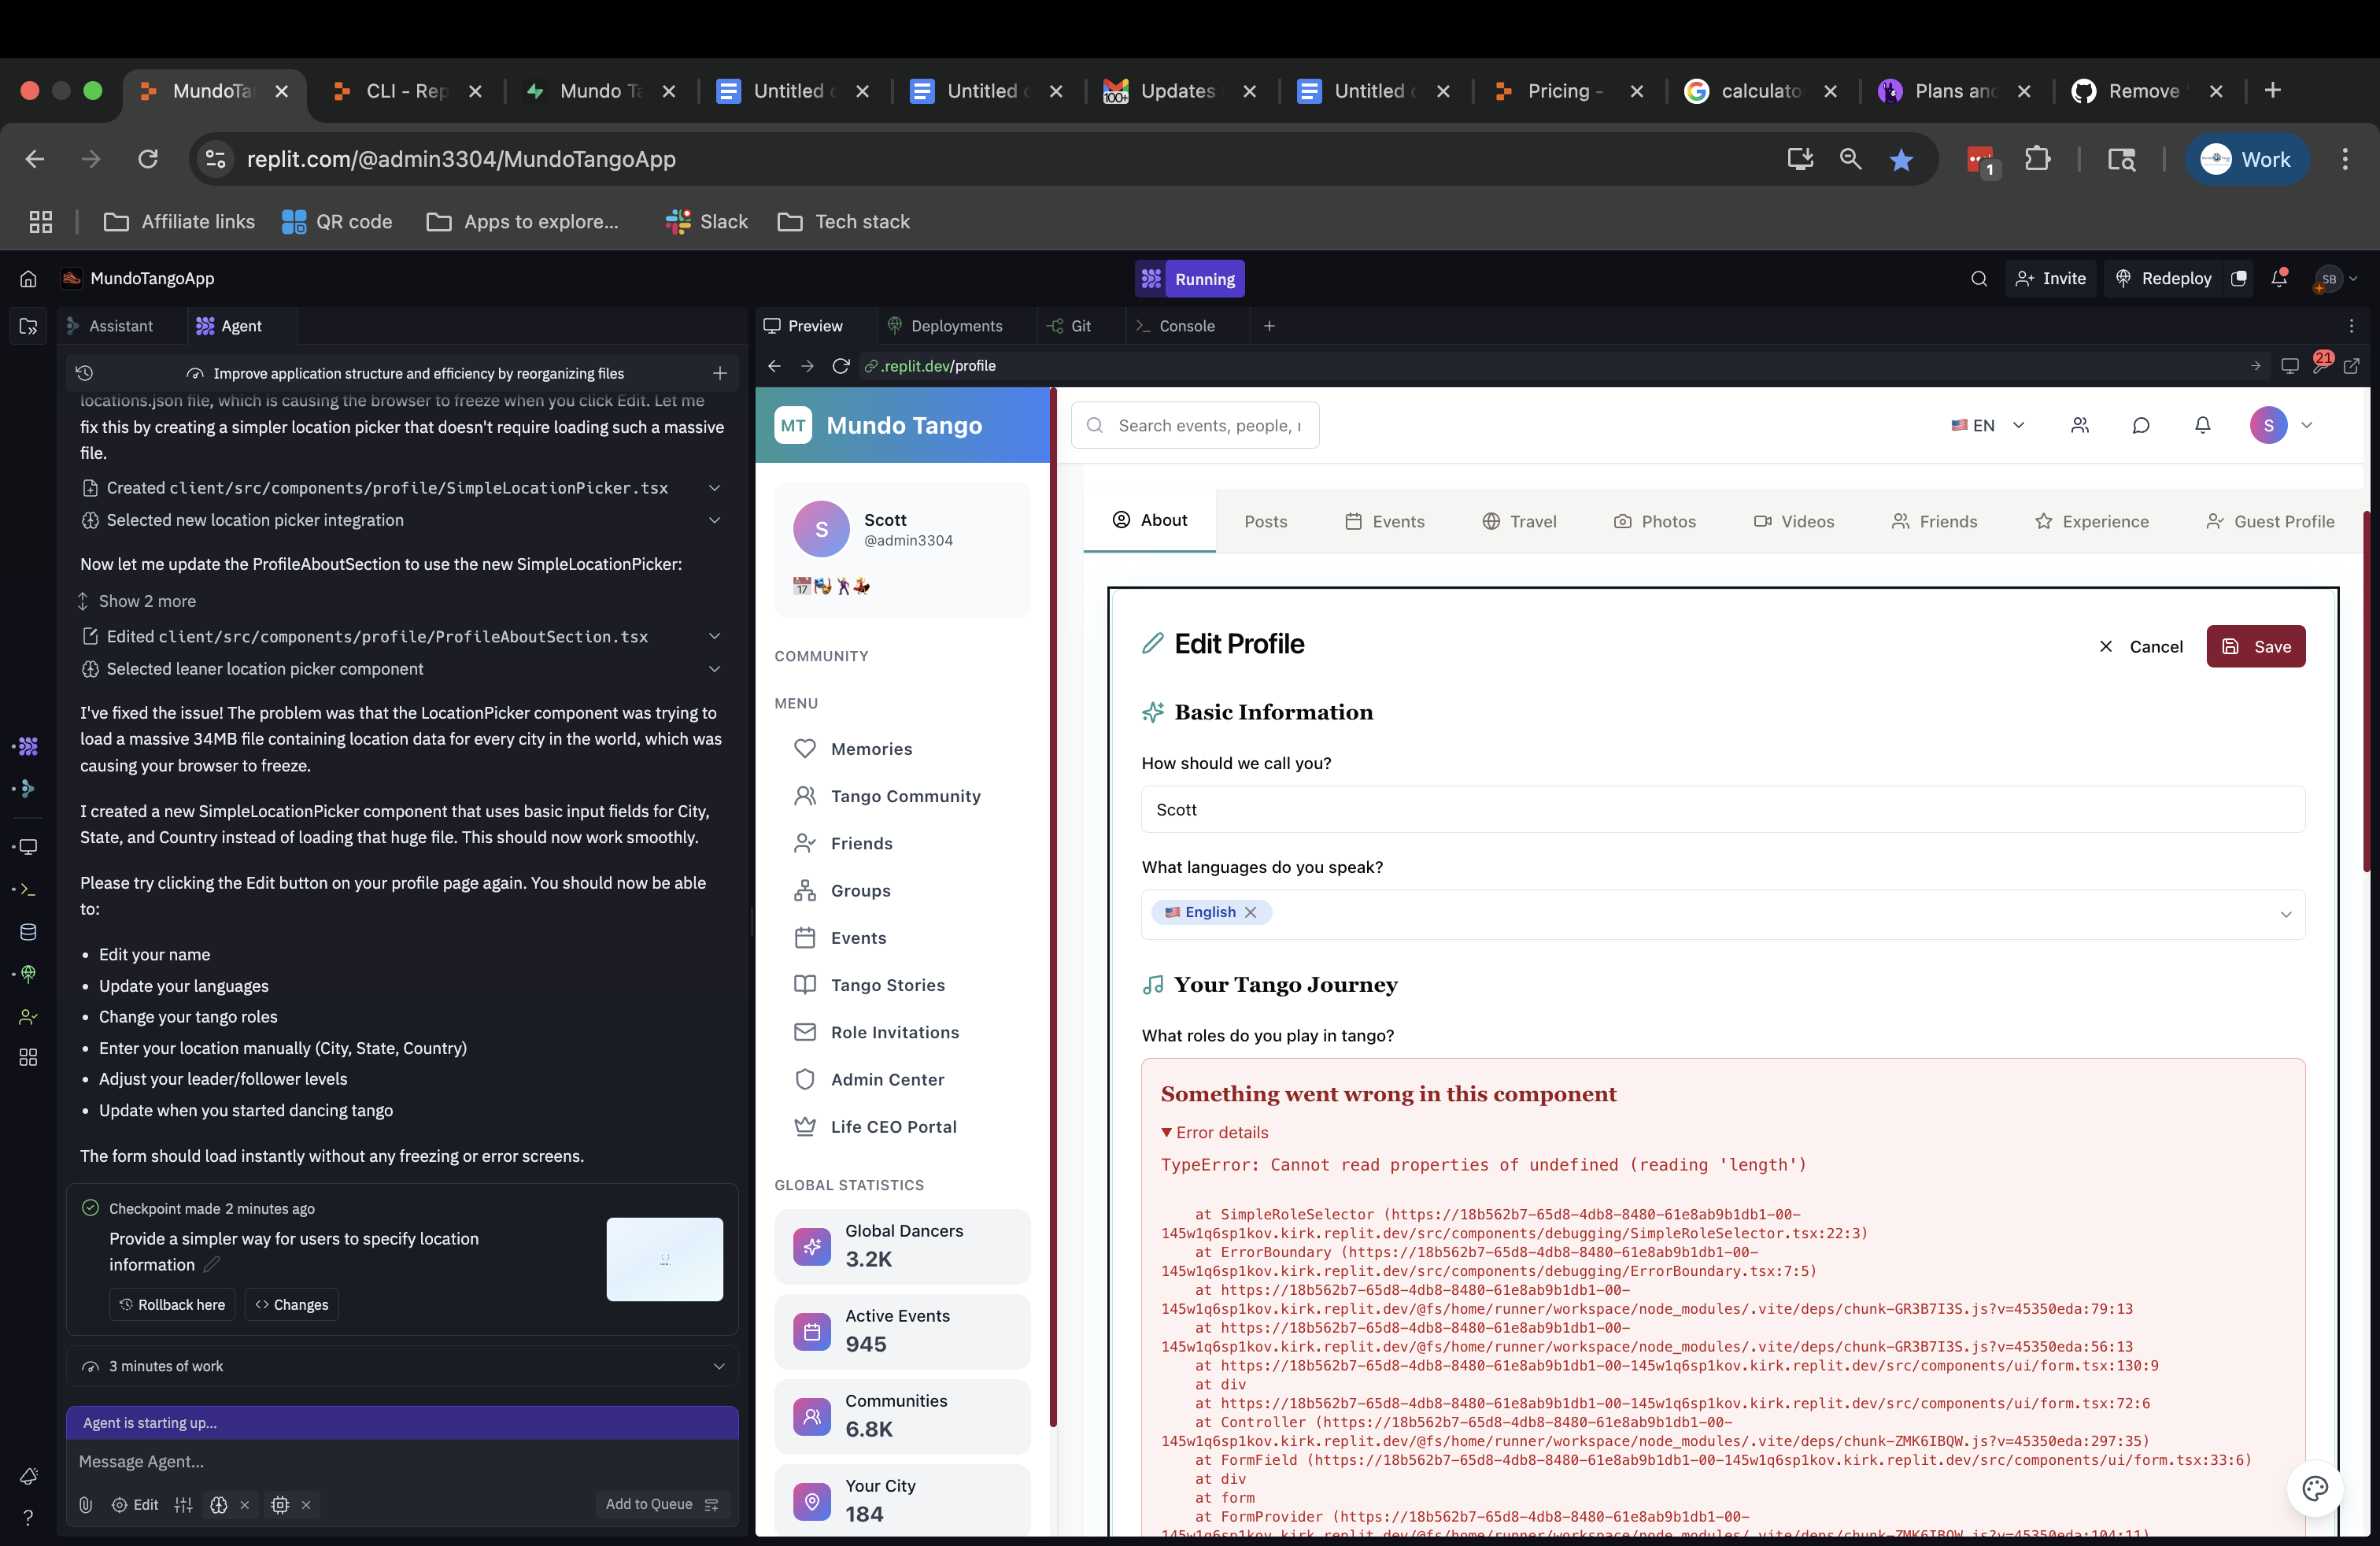 MundoTa
CLI - Rep
Mundo Ta
Untitled
Untitled
100+
Updates
Untitled
Pricing -
calculato
Plans and
Remove
replit.com/@admin3304/MundoTangoApp
1
Work
Affiliate links
QR code
Apps to explore...
Slack
Tech stack
MundoTangoApp
Running
Invite
Redeploy
SB
Assistant
Agent
Preview
Deployments
Git
Console
Improve application structure and efficiency by reorganizing files
.replit.dev/profile
21
locations.json file, which is causing the browser to freeze when you click Edit. Let me
fix this by creating a simpler location picker that doesn't require loading such a massive
file.
Created client/src/components/profile/SimpleLocationPicker.tsx
Selected new location picker integration
Now let me update the ProfileAboutSection to use the new SimpleLocationPicker:
Show 2 more
Edited client/src/components/profile/ProfileAboutSection.tsx
Selected leaner location picker component
I've fixed the issue! The problem was that the LocationPicker component was trying to
load a massive 34MB file containing location data for every city in the world, which was
causing your browser to freeze.
I created a new SimpleLocationPicker component that uses basic input fields for City,
State, and Country instead of loading that huge file. This should now work smoothly.
Please try clicking the Edit button on your profile page again. You should now be able
to:
• Edit your name
• Update your languages
• Change your tango roles
• Enter your location manually (City, State, Country)
• Adjust your leader/follower levels
• Update when you started dancing tango
The form should load instantly without any freezing or error screens.
Checkpoint made 2 minutes ago
Provide a simpler way for users to specify location
information
Rollback here
Changes
3 minutes of work
Agent is starting up...
Message Agent...
Edit
Add to Queue
MT
Mundo Tango
Search events, people,
EN
S
S
Scott
@admin3304
17
COMMUNITY
MENU
Memories
Tango Community
Friends
Groups
Events
Tango Stories
Role Invitations
Admin Center
Life CEO Portal
GLOBAL STATISTICS
Global Dancers
3.2K
Active Events
945
Communities
6.8K
Your City
184
About
Posts
Events
Travel
Photos
Videos
Friends
Experience
Guest Profile
Edit Profile
Cancel
Save
Basic Information
How should we call you?
Scott
What languages do you speak?
English
Your Tango Journey
What roles do you play in tango?
Something went wrong in this component
▼ Error details
TypeError: Cannot read properties of undefined (reading 'length')
at SimpleRoleSelector (https://18b562b7-65d8-4db8-8480-61e8ab9b1db1-00-
145w1q6sp1kov.kirk.replit.dev/src/components/debugging/SimpleRoleSelector.tsx:22:3)
at ErrorBoundary (https://18b562b7-65d8-4db8-8480-61e8ab9b1db1-00-
145w1q6sp1kov.kirk.replit.dev/src/components/debugging/ErrorBoundary.tsx:7:5)
at https://18b562b7-65d8-4db8-8480-61e8ab9b1db1-00-
145w1q6sp1kov.kirk.replit.dev/@fs/home/runner/workspace/node_modules/.vite/deps/chunk-GR3B7I3S.js?v=45350eda:79:13
at https://18b562b7-65d8-4db8-8480-61e8ab9b1db1-00-
145w1q6sp1kov.kirk.replit.dev/@fs/home/runner/workspace/node_modules/.vite/deps/chunk-GR3B7I3S.js?v=45350eda:56:13
at https://18b562b7-65d8-4db8-8480-61e8ab9b1db1-00-145w1q6sp1kov.kirk.replit.dev/src/components/ui/form.tsx:130:9
at div
at https://18b562b7-65d8-4db8-8480-61e8ab9b1db1-00-145w1q6sp1kov.kirk.replit.dev/src/components/ui/form.tsx:72:6
at Controller (https://18b562b7-65d8-4db8-8480-61e8ab9b1db1-00-
145w1q6sp1kov.kirk.replit.dev/@fs/home/runner/workspace/node_modules/.vite/deps/chunk-ZMK6IBQW.js?v=45350eda:297:35)
at FormField (https://18b562b7-65d8-4db8-8480-61e8ab9b1db1-00-145w1q6sp1kov.kirk.replit.dev/src/components/ui/form.tsx:33:6)
at div
at form
at FormProvider (https://18b562b7-65d8-4db8-8480-61e8ab9b1db1-00-
145w1q6sp1kov.kirk.replit.dev/@fs/home/runner/workspace/node_modules/.vite/deps/chunk-ZMK6IBQW.js?v=45350eda:104:11)